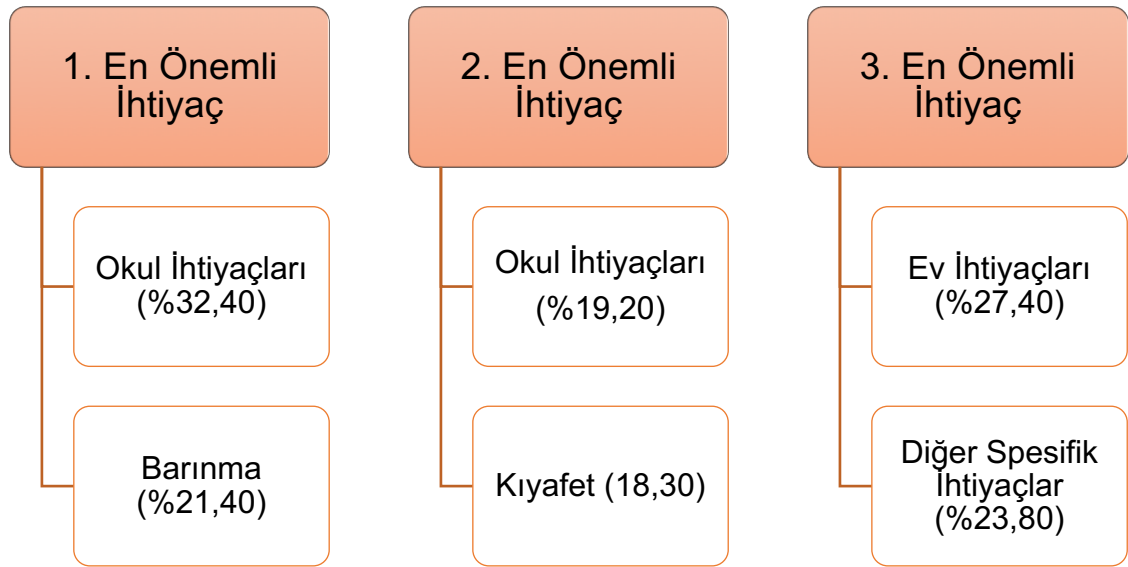 1. En Önemli
İhtiyaç
Okul İhtiyaçları
(%32,40)
Barınma
(%21,40)
2. En Önemli
İhtiyaç
Okul İhtiyaçları
(%19,20)
Kıyafet (18,30)
3. En Önemli
İhtiyaç
Ev İhtiyaçları
(%27,40)
Diğer Spesifik
İhtiyaçlar
(%23,80)